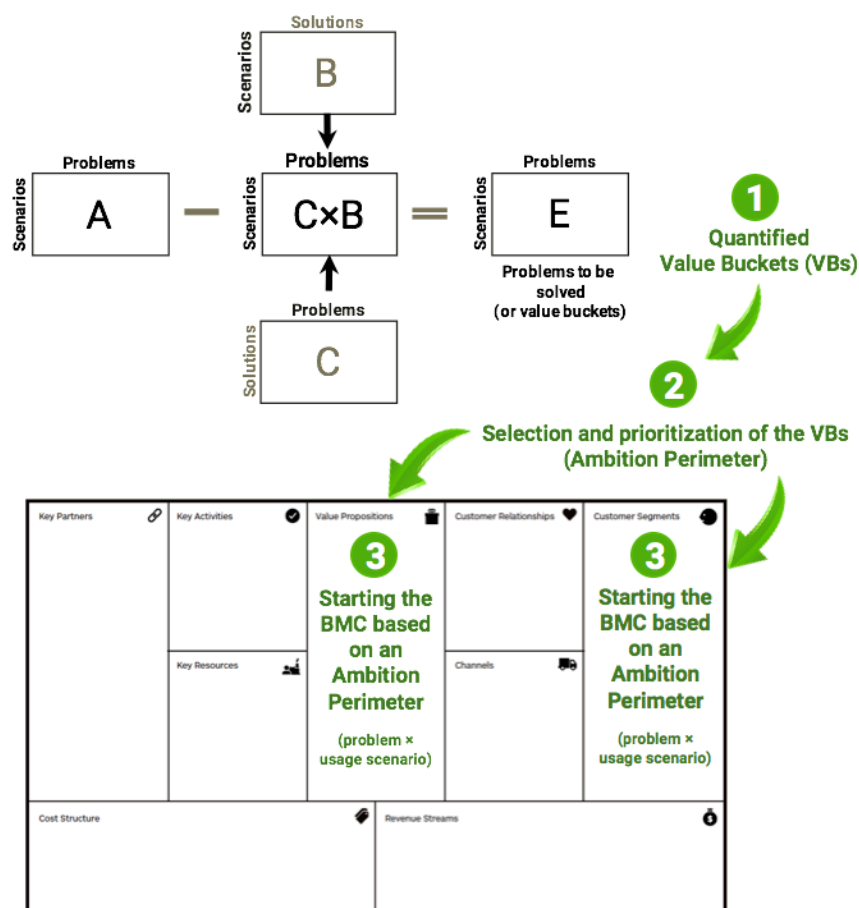 Solutions
Scenarios
B
Problems
Scenarios
A
−
Problems
Scenarios
C×B
=
Problems
Scenarios
E
Problems to be
solved
(or value buckets)
Problems
Solutions
C
1
Quantified
Value Buckets (VBs)
2
Selection and prioritization of the VBs
(Ambition Perimeter)
Key Partners
Key Activities
Value Propositions
3
Starting the
BMC based
on an
Ambition
Perimeter
(problem ×
usage scenario)
Customer Relationships
Customer Segments
3
Starting the
BMC based
on an
Ambition
Perimeter
(problem ×
usage scenario)
Key Resources
Channels
Cost Structure
Revenue Streams
$